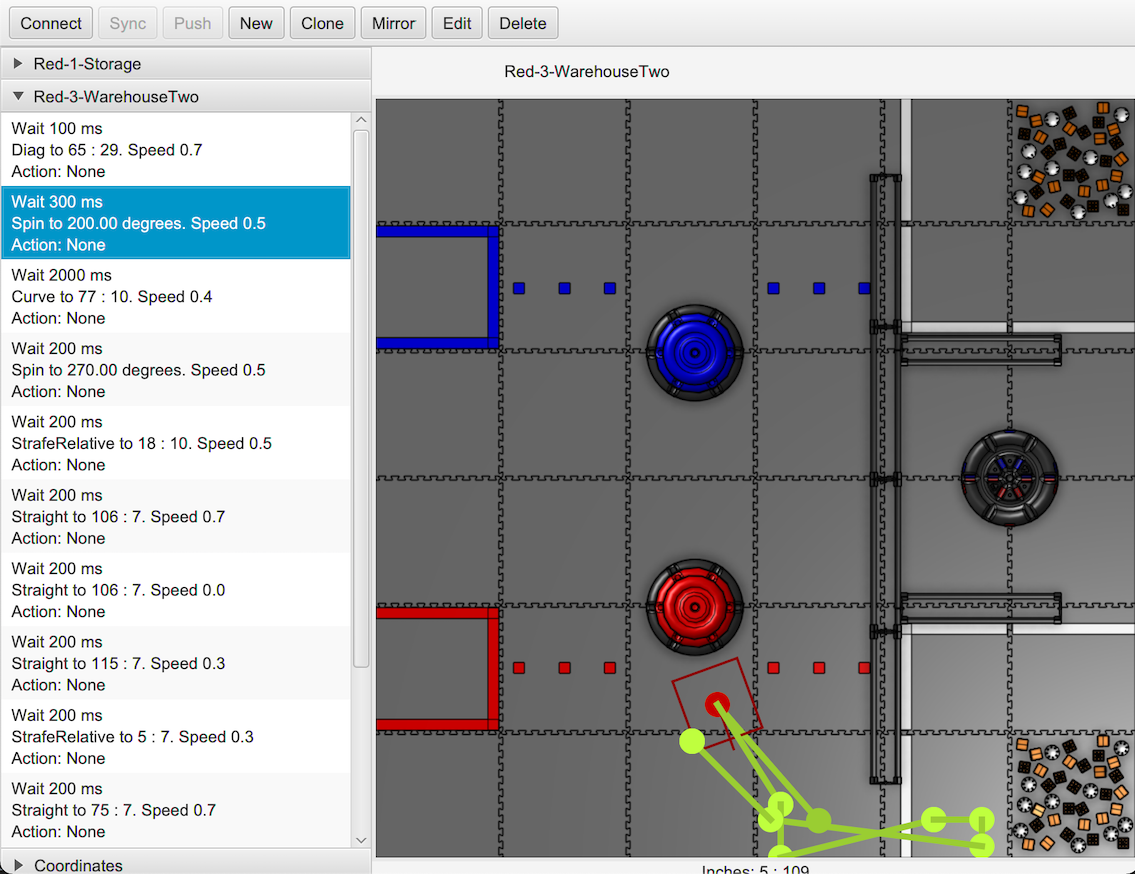 Connect Sync Push New Clone Mirror Edit Delete
Red-1-Storage
Red-3-WarehouseTwo
Wait 100 ms
Diag to 65 : 29. Speed 0.7
Action: None
Wait 300 ms
Spin to 200.00 degrees. Speed 0.5
Action: None
Wait 2000 ms
Curve to 77 : 10. Speed 0.4
Action: None
Wait 200 ms
Spin to 270.00 degrees. Speed 0.5
Action: None
Wait 200 ms
StrafeRelative to 18 : 10. Speed 0.5
Action: None
Wait 200 ms
Straight to 106 : 7. Speed 0.7
Action: None
Wait 200 ms
Straight to 106 : 7. Speed 0.0
Action: None
Wait 200 ms
Straight to 115 : 7. Speed 0.3
Action: None
Wait 200 ms
StrafeRelative to 5 : 7. Speed 0.3
Action: None
Wait 200 ms
Straight to 75 : 7. Speed 0.7
Action: None
Coordinates
Red-3-WarehouseTwo
Inches: 5 : 109